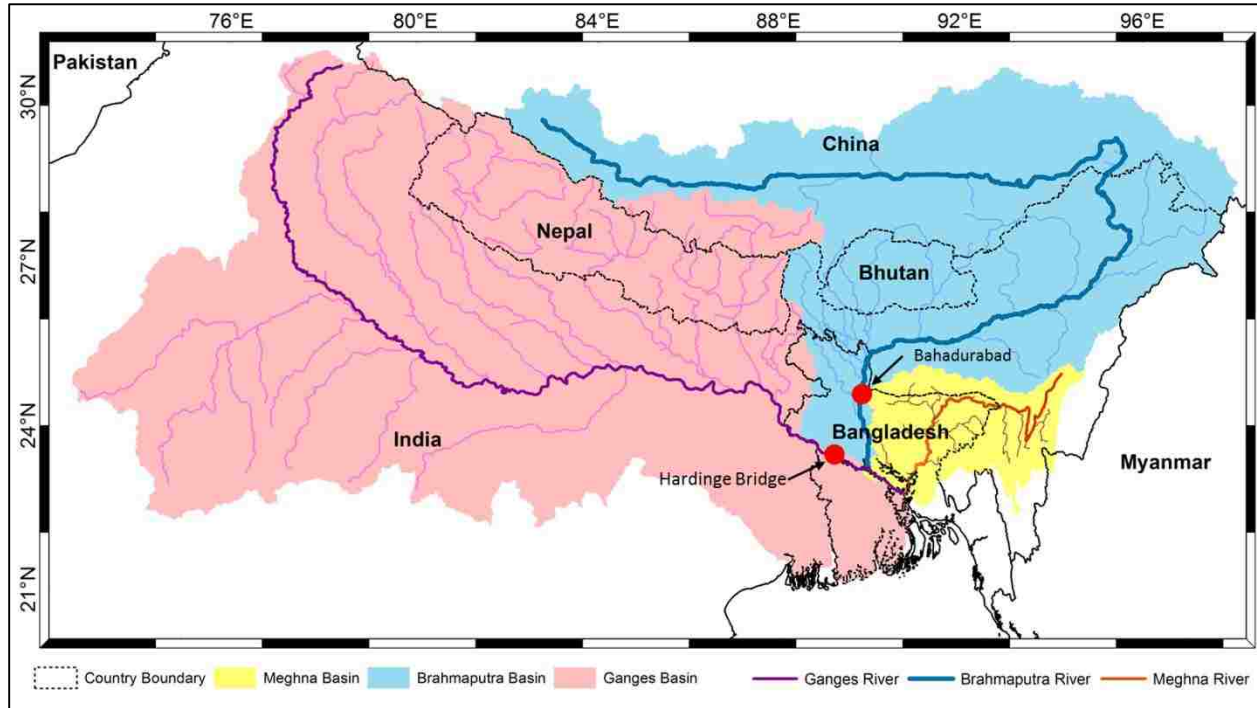 76°E 80°E 84°E 88°E 92°E 96°E
Pakistan
30°N
China
Nepal
27°N
Bhutan
Bahadurabad
24°N
India
Bangladesh
Hardinge Bridge
Myanmar
21°N
Country Boundary Meghna Basin Brahmaputra Basin Ganges Basin Ganges River Brahmaputra River Meghna River